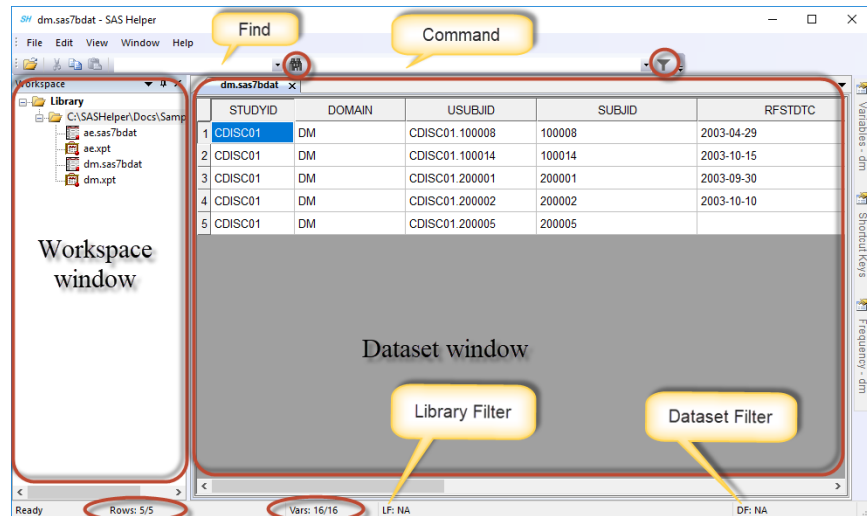 SH dm.sas7bdat - SAS Helper
Find
Command
File Edit View Window Help
Workspace
dm.sas7bdat x
Library
C:\SASHelper\Docs\Samp
ae.sas7bdat
ae.xpt
dm.sas7bdat
dm.xpt
Workspace
window
STUDYID DOMAIN USUBJID SUBJID RFSTDTC
1 CDISC01 DM CDISC01.100008 100008 2003-04-29
2 CDISC01 DM CDISC01.100014 100014 2003-10-15
3 CDISC01 DM CDISC01.200001 200001 2003-09-30
4 CDISC01 DM CDISC01.200002 200002 2003-10-10
5 CDISC01 DM CDISC01.200005 200005
Dataset window
Library Filter
Dataset Filter
Variables - dm
Shortcut Keys
Frequency - dm
Ready Rows: 5/5 Vars: 16/16 LF: NA DF: NA